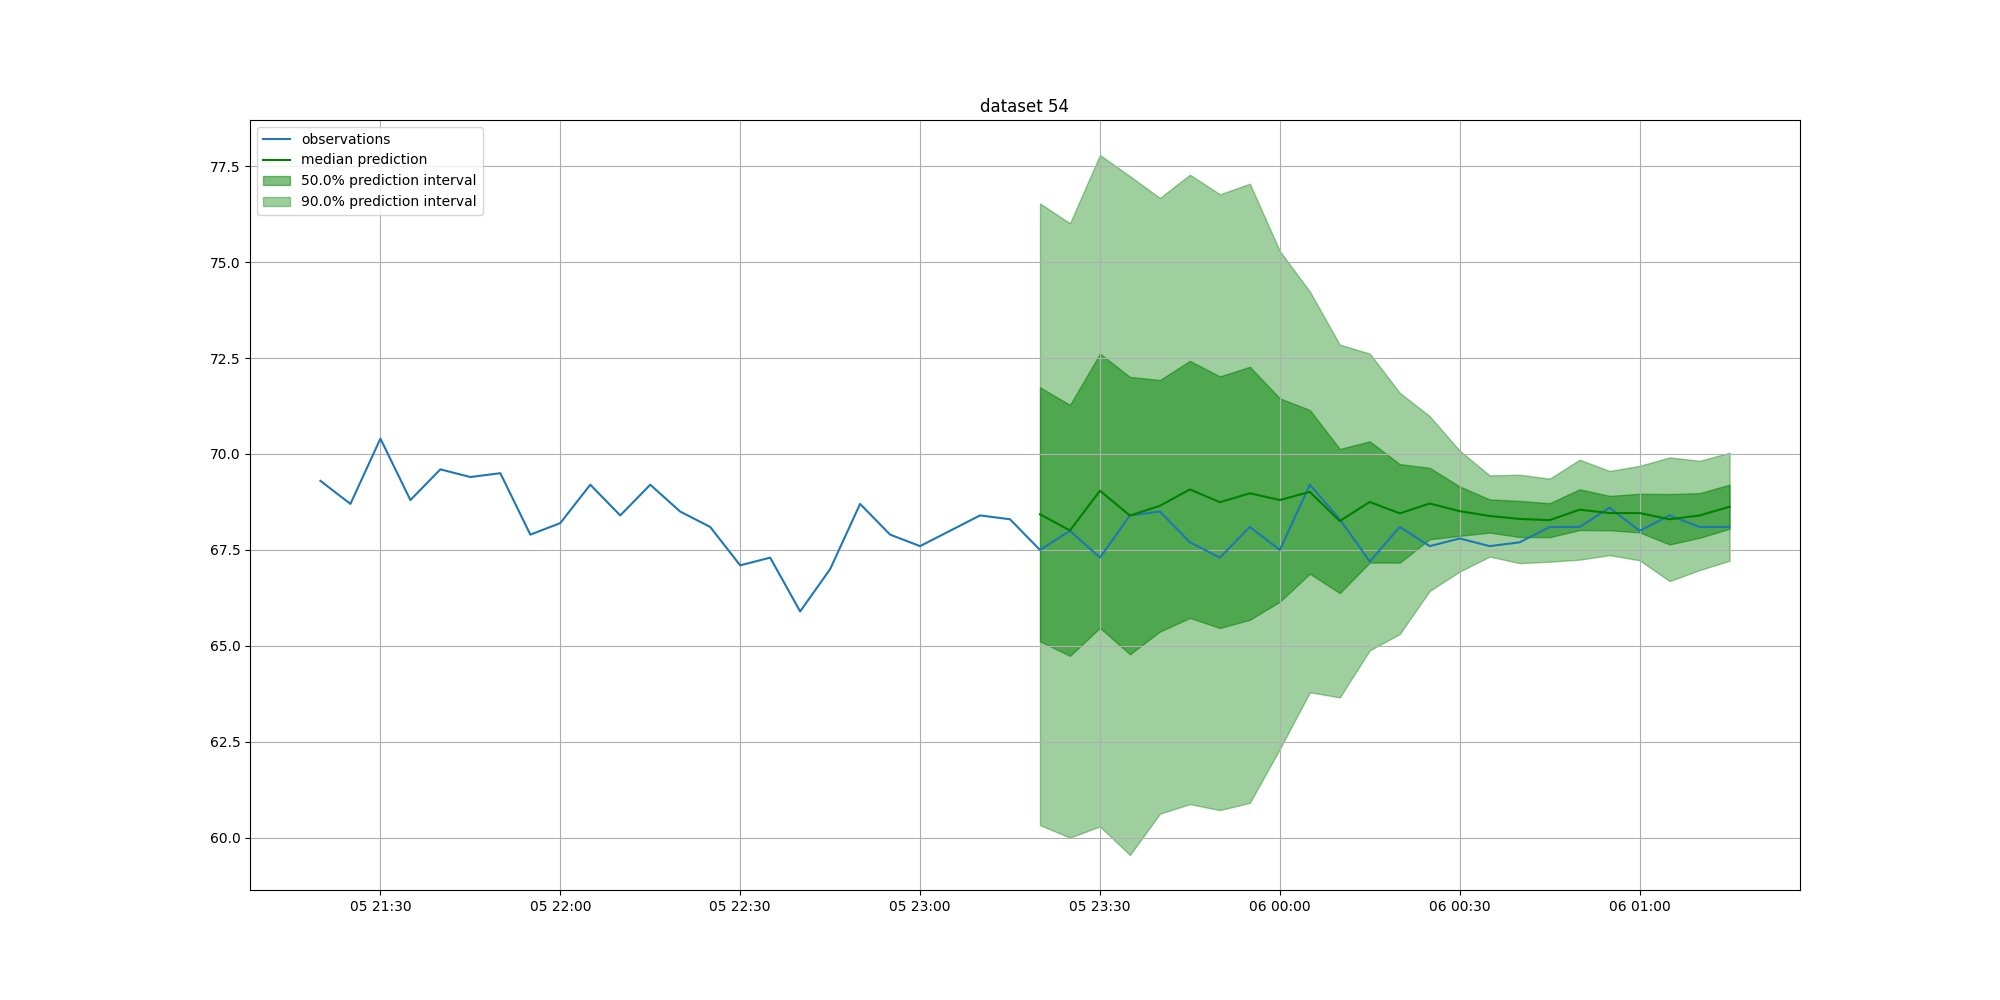 dataset 54
observations
median prediction
50.0% prediction interval
90.0% prediction interval
77.5
75.0
72.5
70.0
67.5
65.0
62.5
60.0
05 21:30 05 22:00 05 22:30 05 23:00 05 23:30 06 00:00 06 00:30 06 01:00